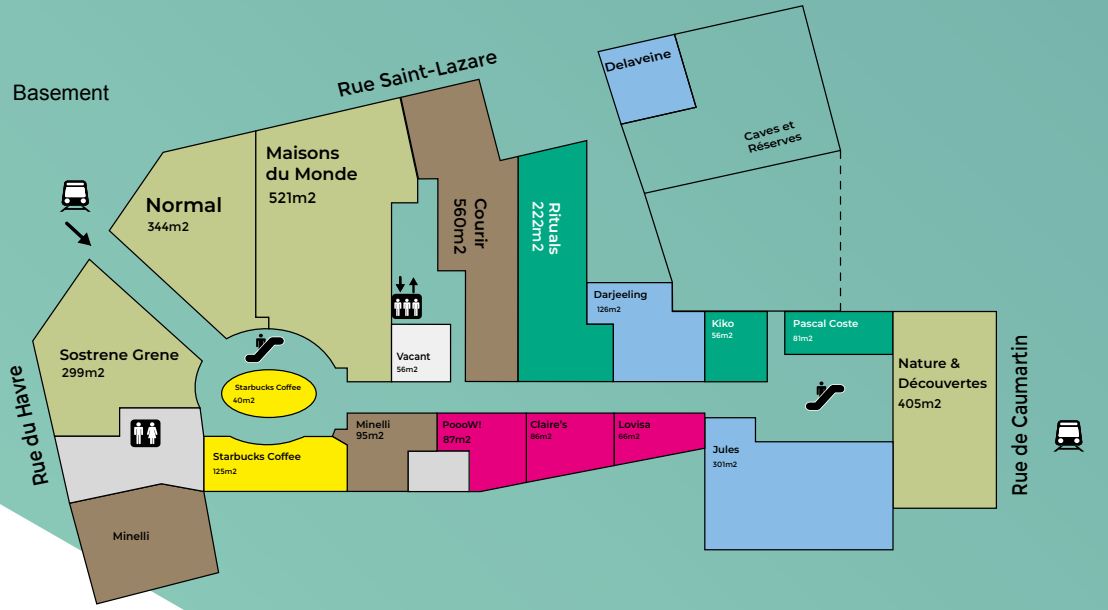 Basement
Rue Saint-Lazare
Delaveine
Caves et
Réserves
Maisons
du Monde
521m2
Normal
344m2
Courir
560m2
Rituals
222m2
Darjeeling
126m2
Kiko
56m2
Pascal Coste
81m2
Sostrene Grene
299m2
Vacant
56m2
Nature &
Découvertes
405m2
Starbucks Coffee
40m2
Rue du Havre
Rue de Caumartin
Minelli
95m2
PoooW!
87m2
Claire's
86m2
Lovisa
66m2
Starbucks Coffee
125m2
Jules
301m2
Minelli